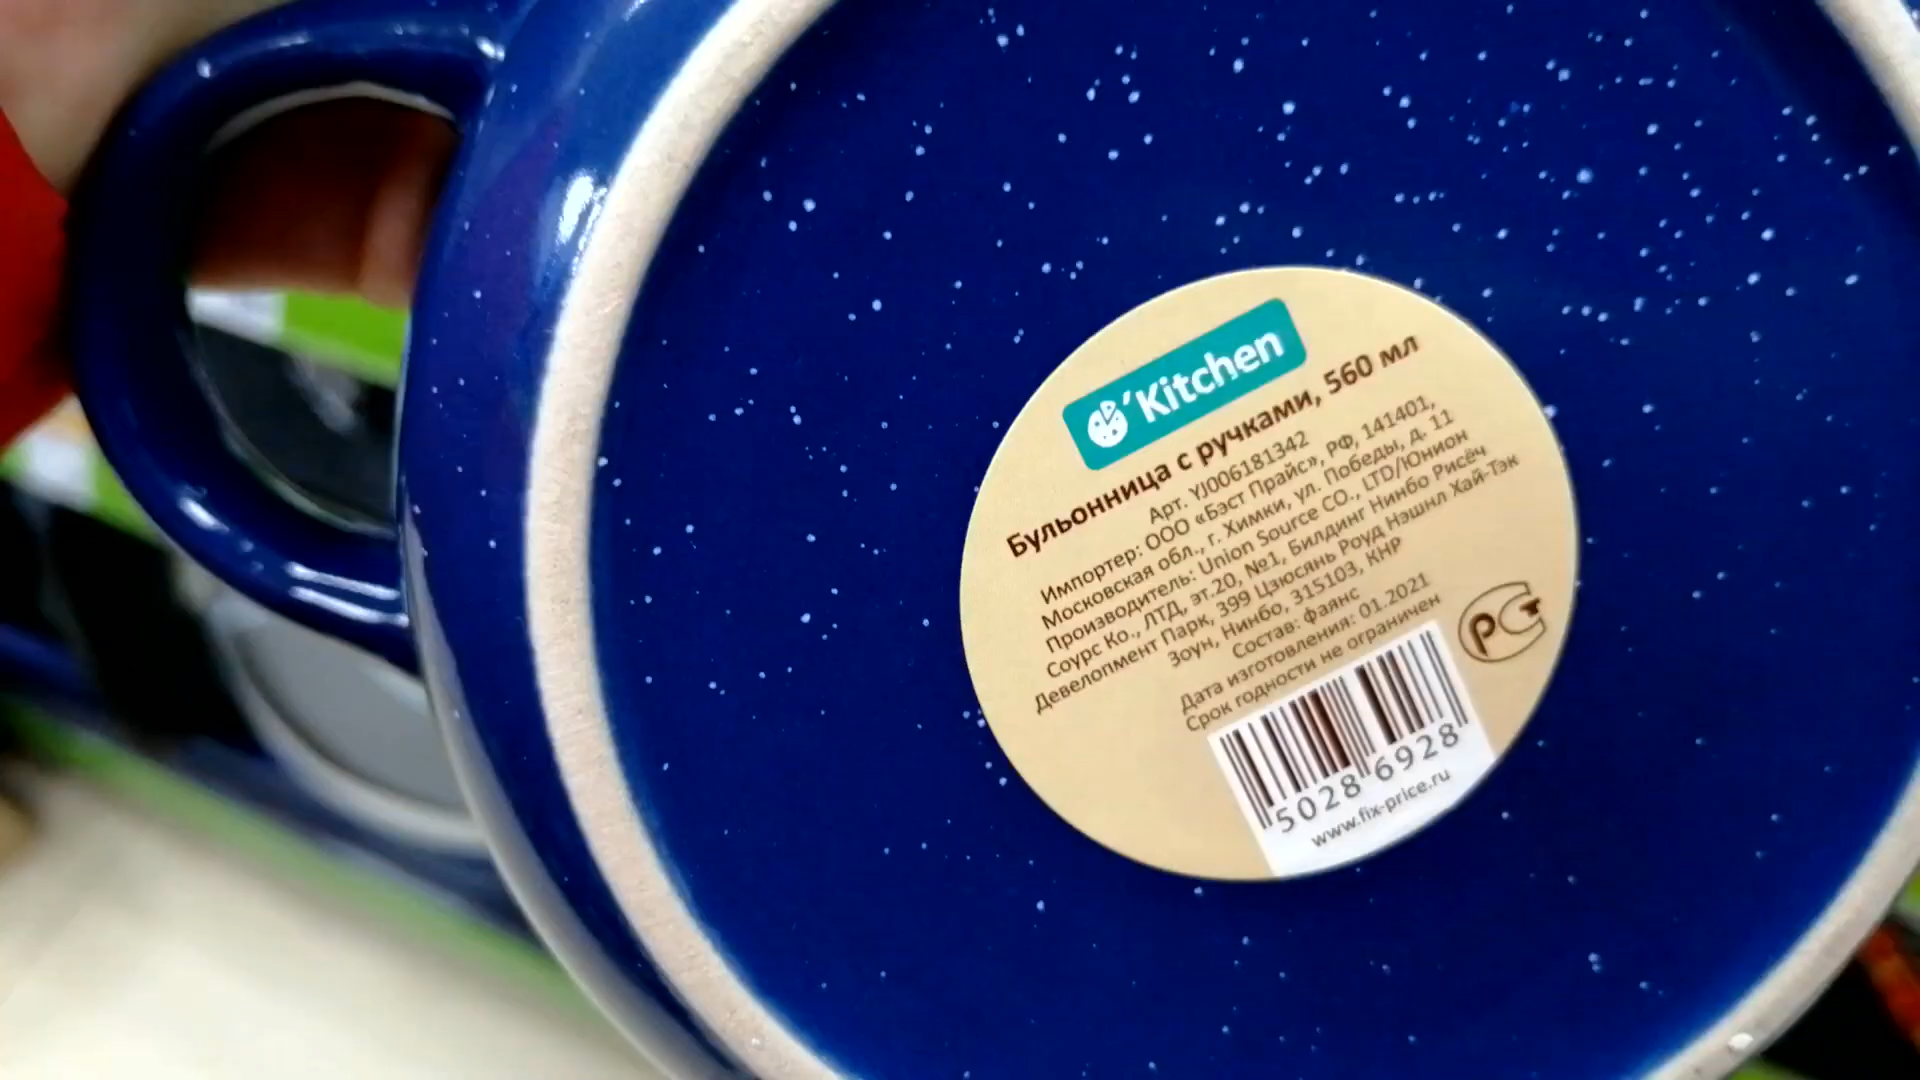 'Kitchen
Бульонница с ручками, 560 мл
Арт. YJ006181342
Импортер: ООО «Бэст Прайс», РФ, 141401,
Московская обл., г. Химки, ул. Победы, д. 11
Производитель: Union Source CO., LTD/Юнион
Соурс Ко., ЛТД, эт.20, №1, Билдинг Нинбо Рисёч
Девелопмент Парк, 399 Цзюсянь Роуд Нэшнл Хай-Тэк
Зоун, Нинбо, 315103, КНР
Состав: фаянс
Дата изготовления: 01.2021
Срок годности не ограничен
РСТ
5028 6928
www.fix-price.ru